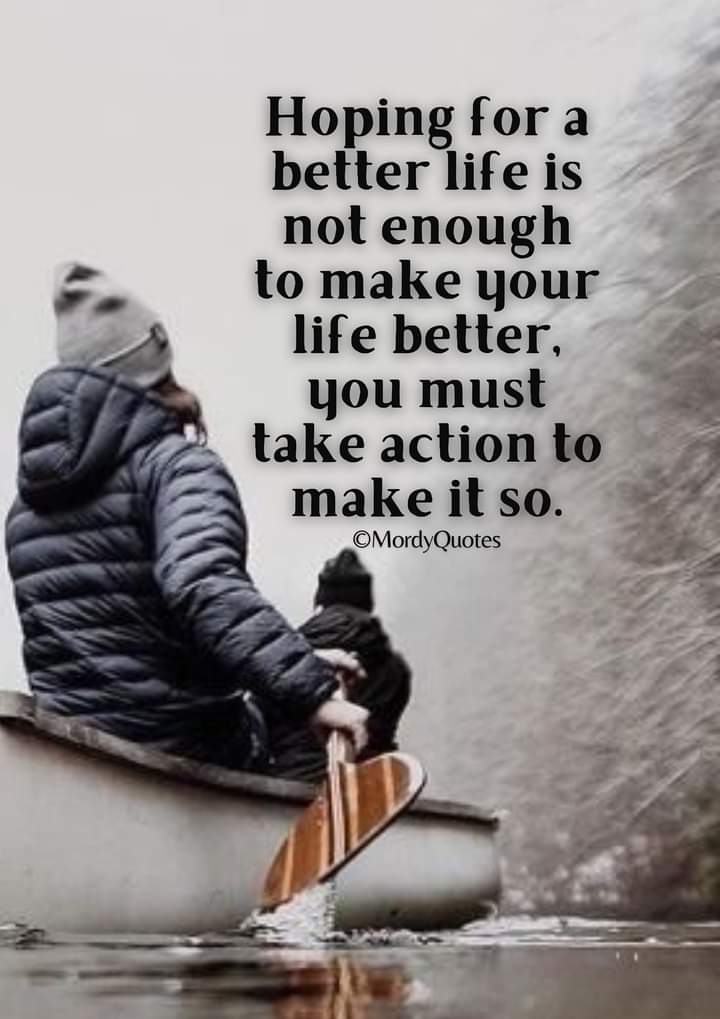 Hoping for a
better life is
not enough
to make your
life better,
you must
take action to
make it so.
©MordyQuotes